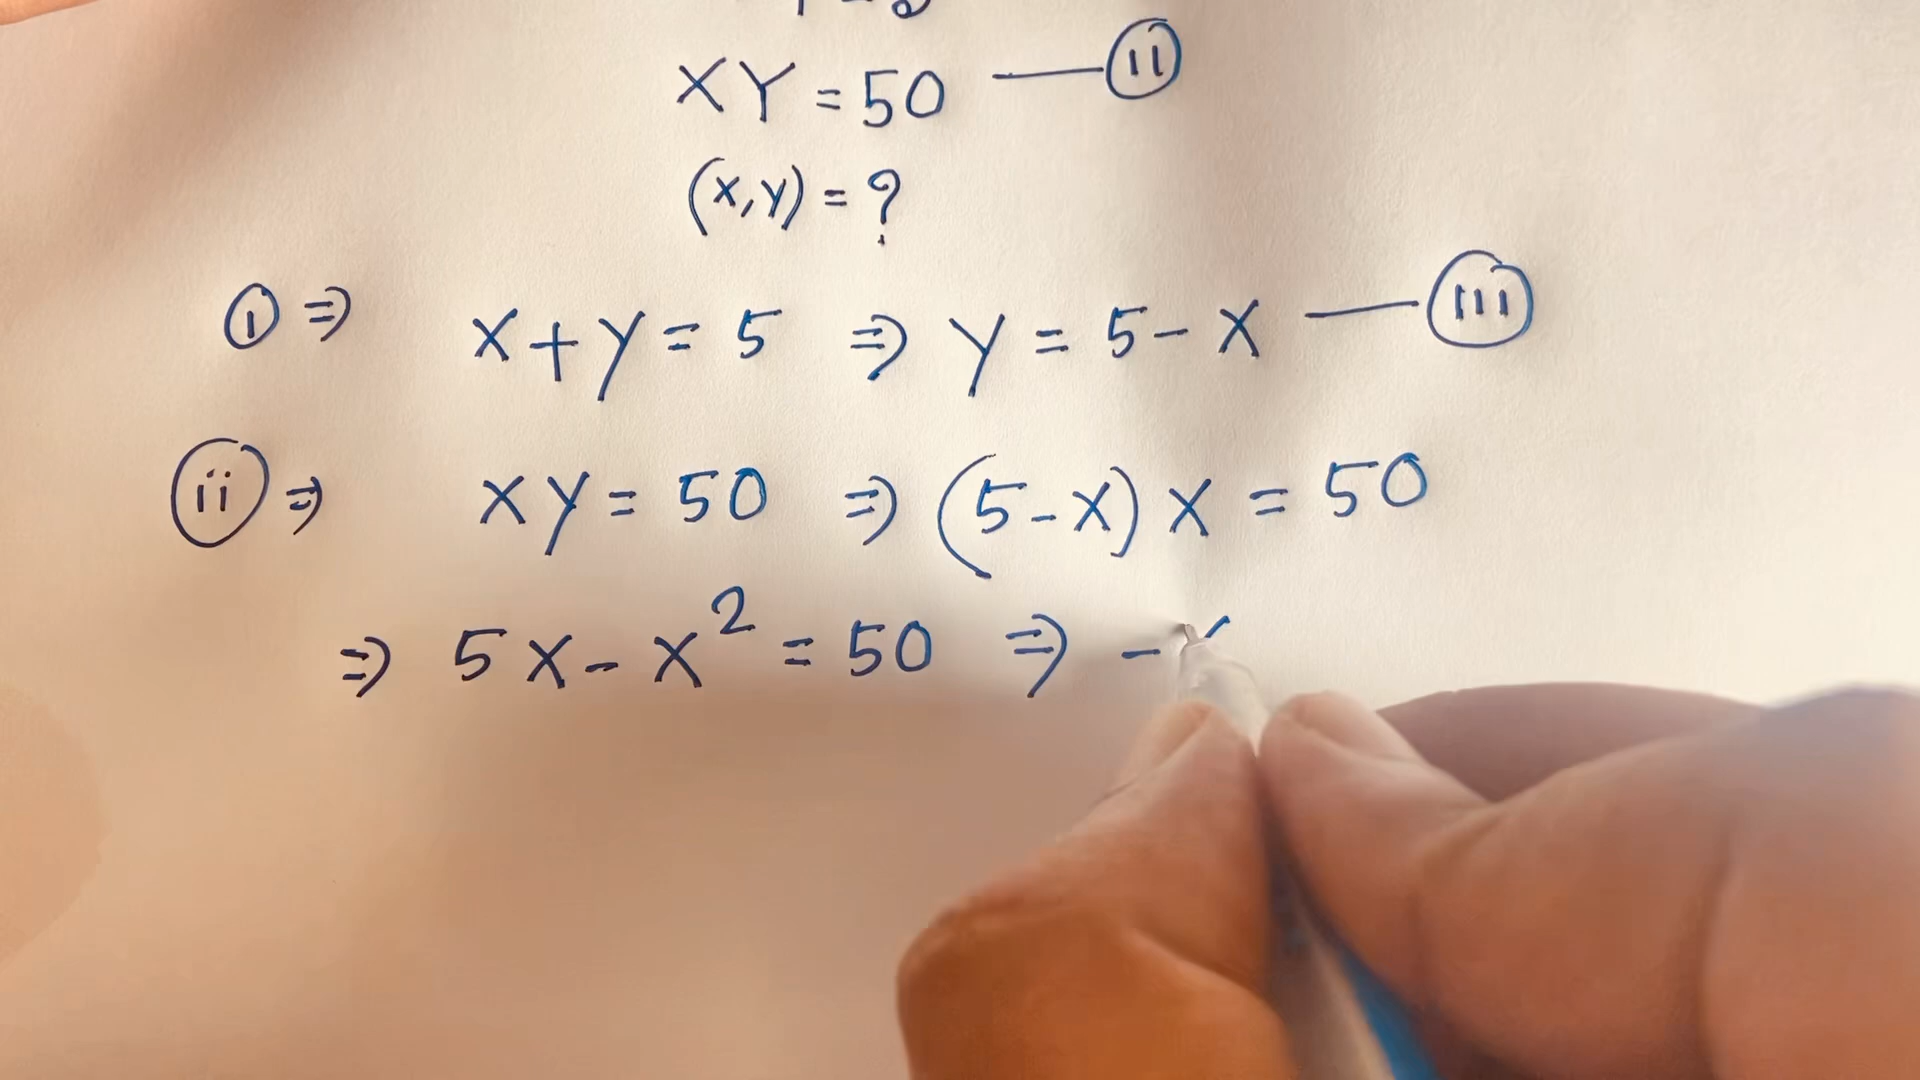 XY = 50 — (ii)
(x,y) = ?
(i) ⇒ x+y = 5 ⇒ y = 5 - x — (iii)
(ii) ⇒ xy = 50 ⇒ (5-x) x = 50
⇒ 5x - x² = 50 ⇒ -